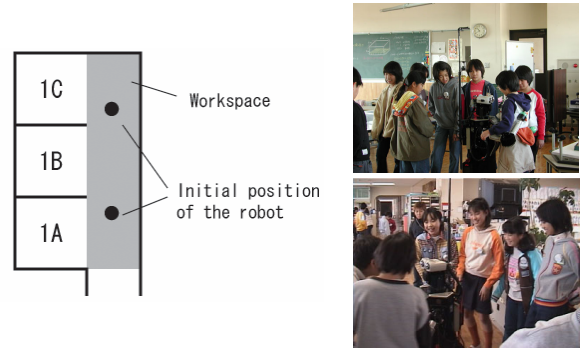 1C
Workspace
1B
Initial position
of the robot
1A